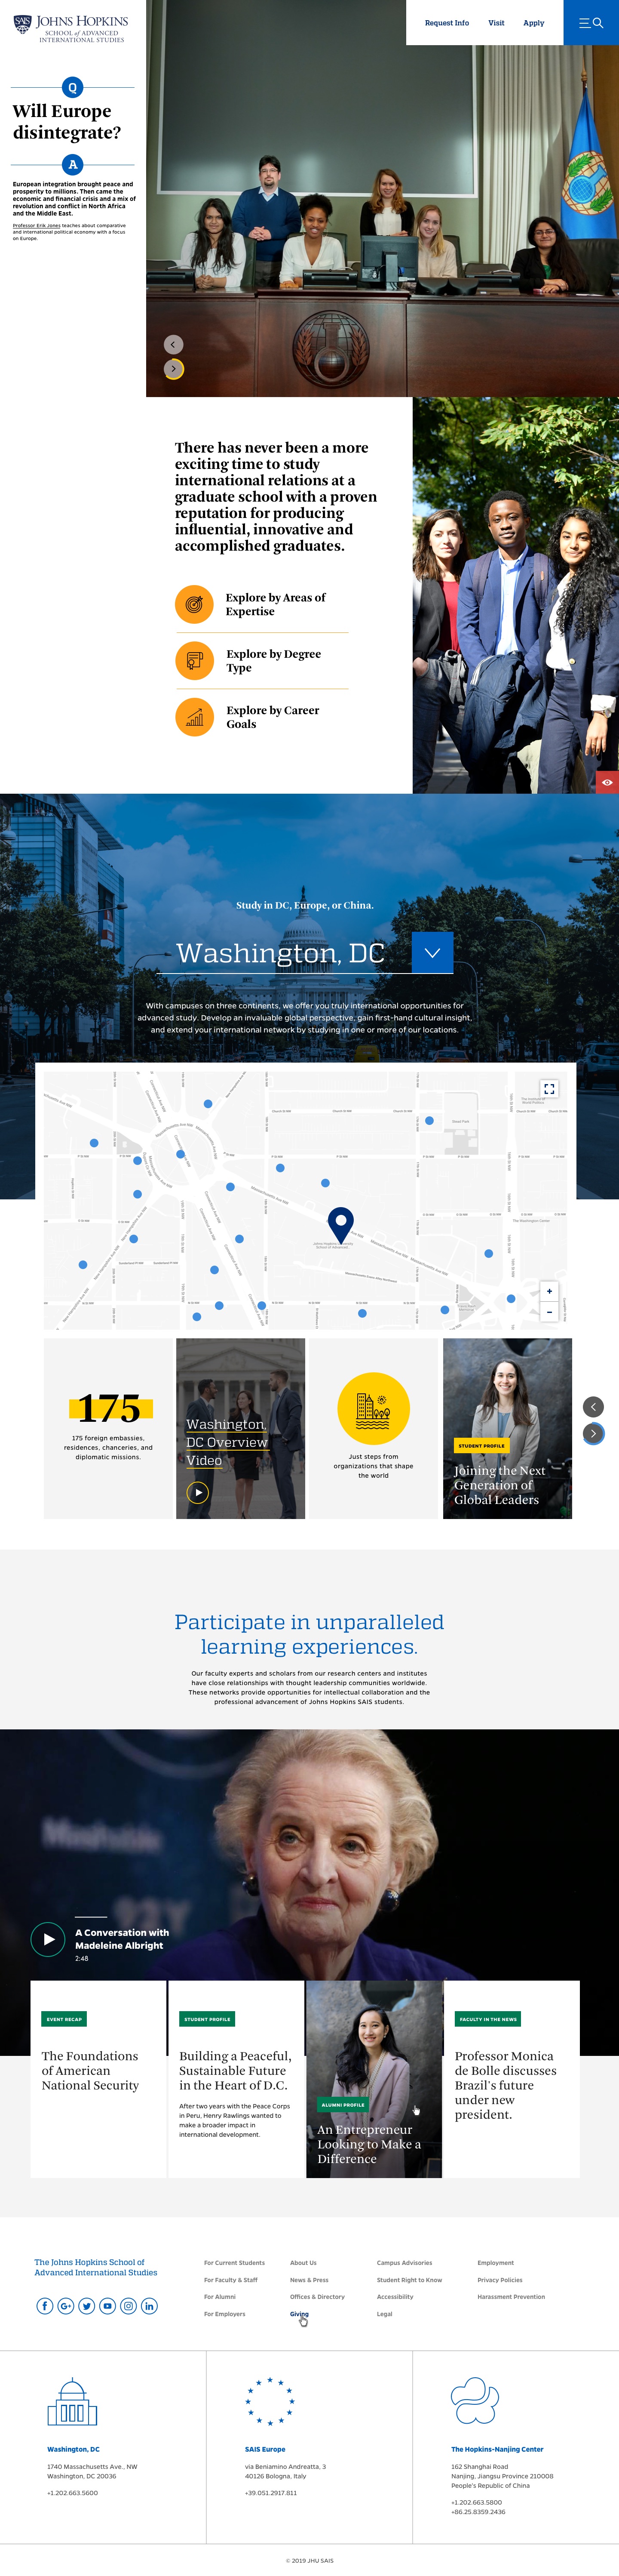 SAIS
JOHNS HOPKINS
SCHOOL of ADVANCED
INTERNATIONAL STUDIES
Request Info
Visit
Apply
Q
Will Europe
disintegrate?
A
European integration brought peace and
prosperity to millions. Then came the
economic and financial crisis and a mix of
revolution and conflict in North Africa
and the Middle East.
Professor Erik Jones teaches about comparative
and international political economy with a focus
on Europe.
There has never been a more
exciting time to study
international relations at a
graduate school with a proven
reputation for producing
influential, innovative and
accomplished graduates.
Explore by Areas of
Expertise
Explore by Degree
Type
Explore by Career
Goals
Study in DC, Europe, or China.
Washington, DC
With campuses on three continents, we offer you truly international opportunities for
advanced study. Develop an invaluable global perspective, gain first-hand cultural insight,
and extend your international network by studying in one or more of our locations.
+
−
175
175 foreign embassies,
residences, chanceries, and
diplomatic missions.
Washington,
DC Overview
Video
Just steps from
organizations that shape
the world
STUDENT PROFILE
Joining the Next
Generation of
Global Leaders
Participate in unparalleled
learning experiences.
Our faculty experts and scholars from our research centers and institutes
have close relationships with thought leadership communities worldwide.
These networks provide opportunities for intellectual collaboration and the
professional advancement of Johns Hopkins SAIS students.
A Conversation with
Madeleine Albright
2:48
EVENT RECAP
The Foundations
of American
National Security
STUDENT PROFILE
Building a Peaceful,
Sustainable Future
in the Heart of D.C.
After two years with the Peace Corps
in Peru, Henry Rawlings wanted to
make a broader impact in
international development.
ALUMNI PROFILE
An Entrepreneur
Looking to Make a
Difference
FACULTY IN THE NEWS
Professor Monica
de Bolle discusses
Brazil's future
under new
president.
The Johns Hopkins School of
Advanced International Studies
For Current Students
For Faculty & Staff
For Alumni
For Employers
About Us
News & Press
Offices & Directory
Giving
Campus Advisories
Student Right to Know
Accessibility
Legal
Employment
Privacy Policies
Harassment Prevention
Washington, DC
1740 Massachusetts Ave., NW
Washington, DC 20036
+1.202.663.5600
SAIS Europe
via Beniamino Andreatta, 3
40126 Bologna, Italy
+39.051.2917.811
The Hopkins-Nanjing Center
162 Shanghai Road
Nanjing, Jiangsu Province 210008
People's Republic of China
+1.202.663.5800
+86.25.8359.2436
© 2019 JHU SAIS